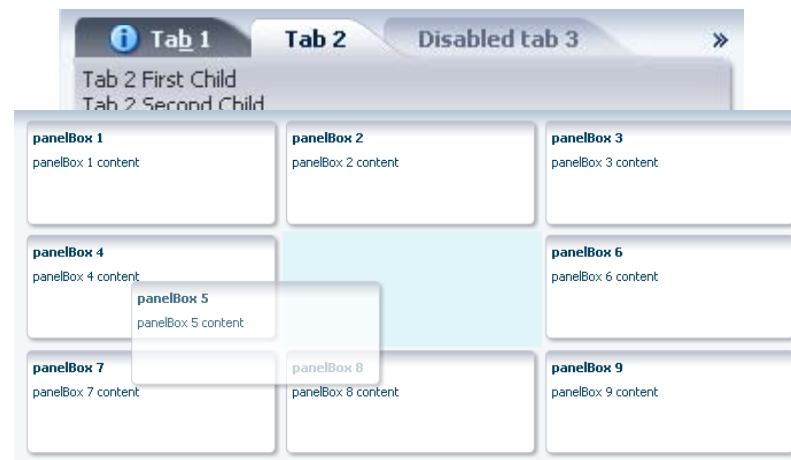 Tab 1 Tab 2 Disabled tab 3 »
Tab 2 First Child
Tab 2 Second Child
panelBox 1 panelBox 2 panelBox 3
panelBox 1 content panelBox 2 content panelBox 3 content
panelBox 4 panelBox 6
panelBox 4 content panelBox 6 content
panelBox 5
panelBox 5 content
panelBox 7 panelBox 8 panelBox 9
panelBox 7 content panelBox 8 content panelBox 9 content